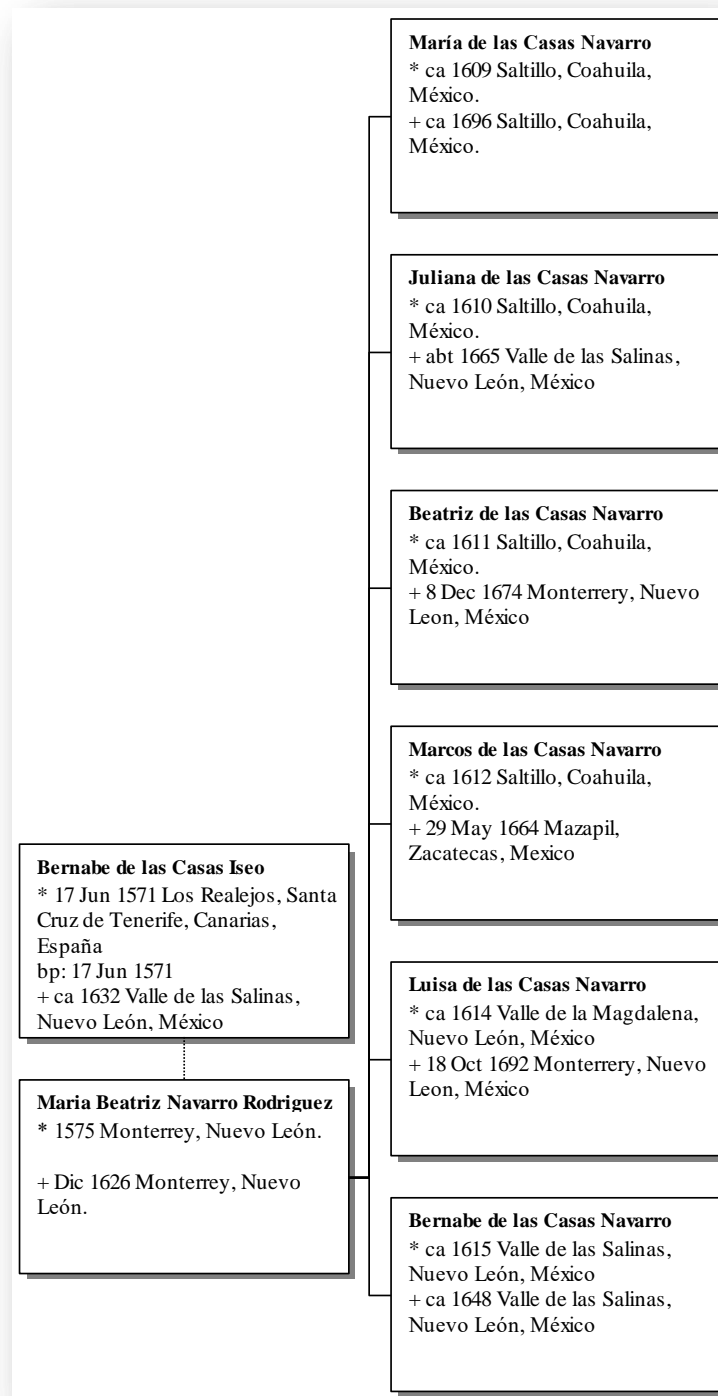 María de las Casas Navarro
* ca 1609 Saltillo, Coahuila,
México.
+ ca 1696 Saltillo, Coahuila,
México.
Juliana de las Casas Navarro
* ca 1610 Saltillo, Coahuila,
México.
+ abt 1665 Valle de las Salinas,
Nuevo León, México
Beatriz de las Casas Navarro
* ca 1611 Saltillo, Coahuila,
México.
+ 8 Dec 1674 Monterrery, Nuevo
Leon, México
Marcos de las Casas Navarro
* ca 1612 Saltillo, Coahuila,
México.
+ 29 May 1664 Mazapil,
Zacatecas, Mexico
Bernabe de las Casas Iseo
* 17 Jun 1571 Los Realejos, Santa
Cruz de Tenerife, Canarias,
España
bp: 17 Jun 1571
+ ca 1632 Valle de las Salinas,
Nuevo León, México
Luisa de las Casas Navarro
* ca 1614 Valle de la Magdalena,
Nuevo León, México
+ 18 Oct 1692 Monterrery, Nuevo
Leon, México
Maria Beatriz Navarro Rodriguez
* 1575 Monterrey, Nuevo León.
+ Dic 1626 Monterrey, Nuevo
León.
Bernabe de las Casas Navarro
* ca 1615 Valle de las Salinas,
Nuevo León, México
+ ca 1648 Valle de las Salinas,
Nuevo León, México